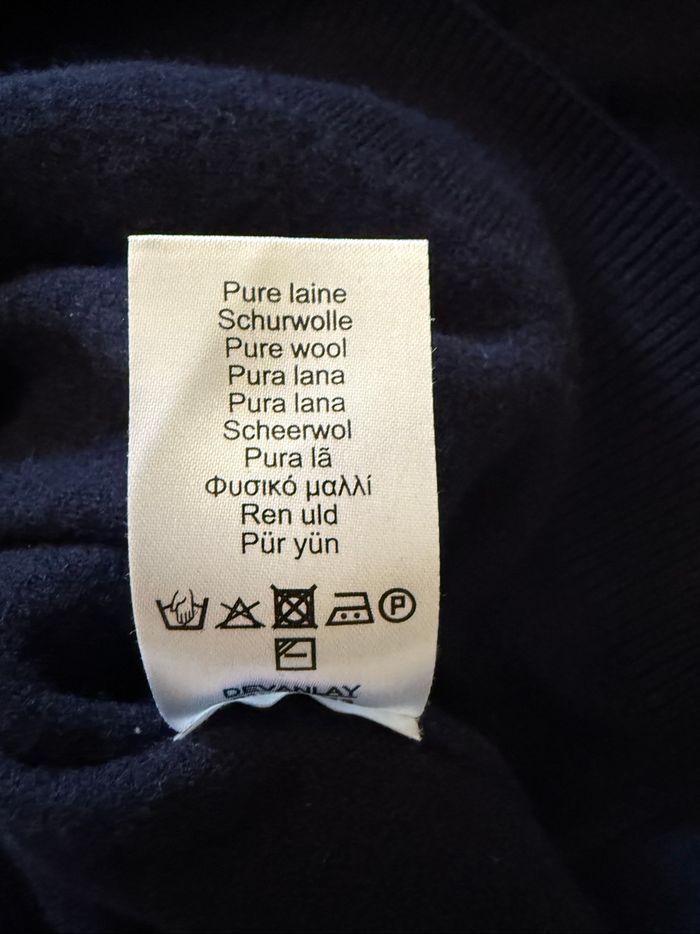 Pure laine
Schurwolle
Pure wool
Pura lana
Pura lana
Scheerwol
Pura lã
Φυσικό μαλλί
Ren uld
Pür yün
P
DEVANLAY